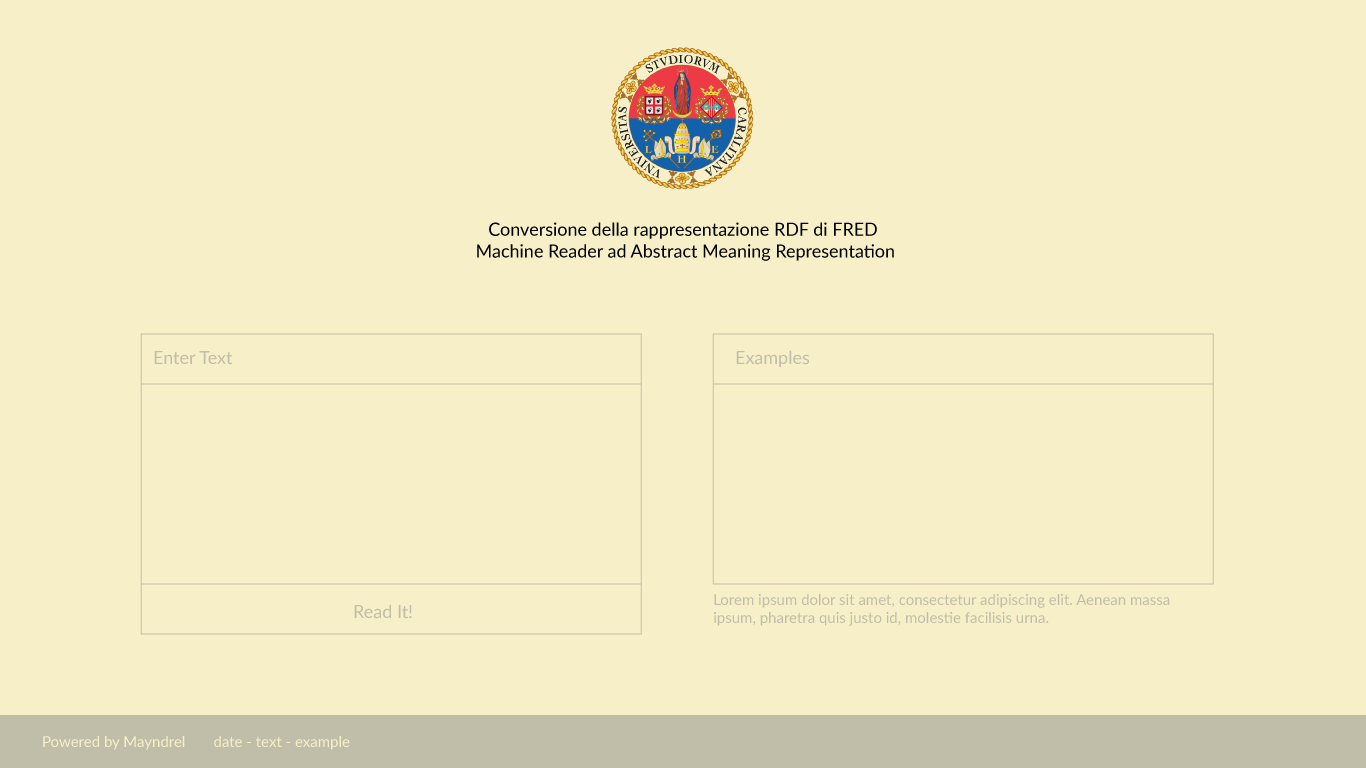 VNIVERSITAS STVDIORVM CARALITANA
L H E
Conversione della rappresentazione RDF di FRED
Machine Reader ad Abstract Meaning Representation
Enter Text
Examples
Read It!
Lorem ipsum dolor sit amet, consectetur adipiscing elit. Aenean massa
ipsum, pharetra quis justo id, molestie facilisis urna.
Powered by Mayndrel date - text - example